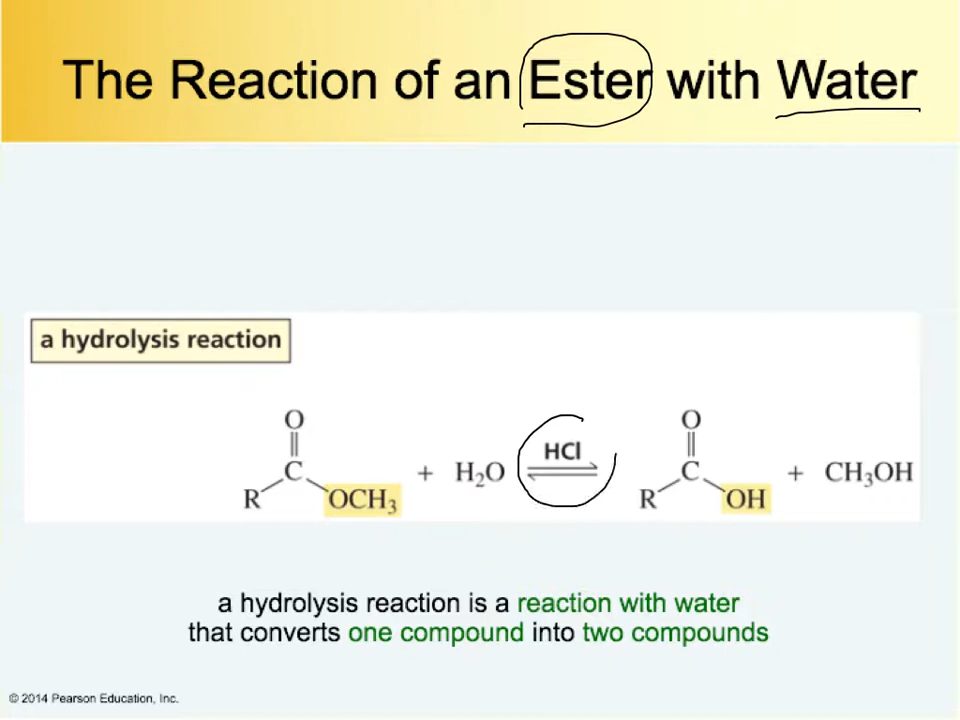 The Reaction of an Ester with Water
a hydrolysis reaction
O
||
C
R
OCH₃
+ H₂O
HCl
⇌
O
||
C
R
OH
+ CH₃OH
a hydrolysis reaction is a reaction with water
that converts one compound into two compounds
© 2014 Pearson Education, Inc.